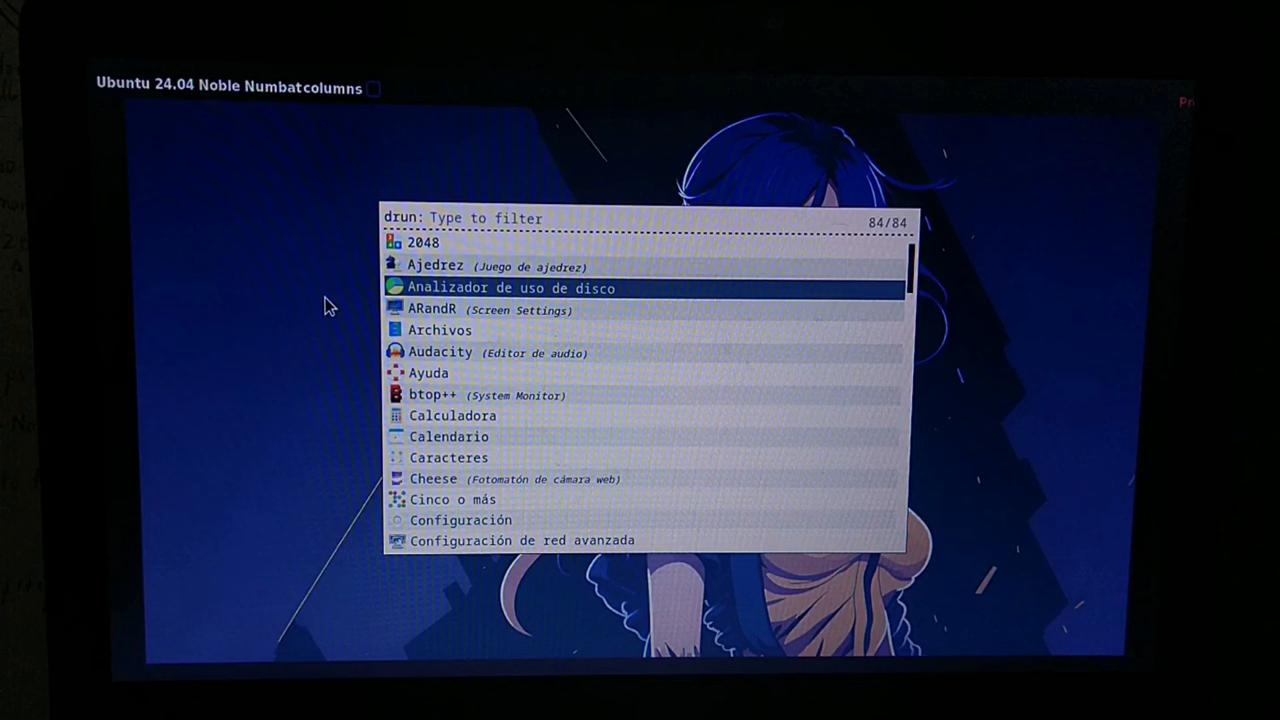 Ubuntu 24.04 Noble Numbatcolumns
Pr
drun: Type to filter 84/84
2048
Ajedrez (Juego de ajedrez)
Analizador de uso de disco
ARandR (Screen Settings)
Archivos
Audacity (Editor de audio)
Ayuda
btop++ (System Monitor)
Calculadora
Calendario
Caracteres
Cheese (Fotomatón de cámara web)
Cinco o más
Configuración
Configuración de red avanzada